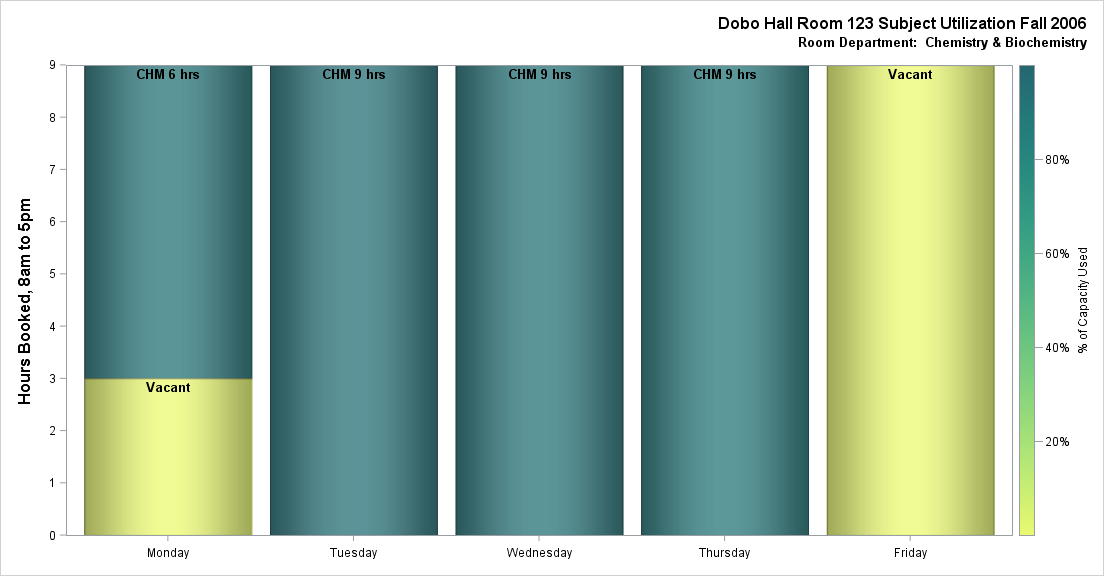 Dobo Hall Room 123 Subject Utilization Fall 2006
Room Department:  Chemistry & Biochemistry
Hours Booked, 8am to 5pm
9
8
7
6
5
4
3
2
1
0
CHM 6 hrs
Vacant
CHM 9 hrs
CHM 9 hrs
CHM 9 hrs
Vacant
Monday
Tuesday
Wednesday
Thursday
Friday
80%
60%
40%
20%
% of Capacity Used